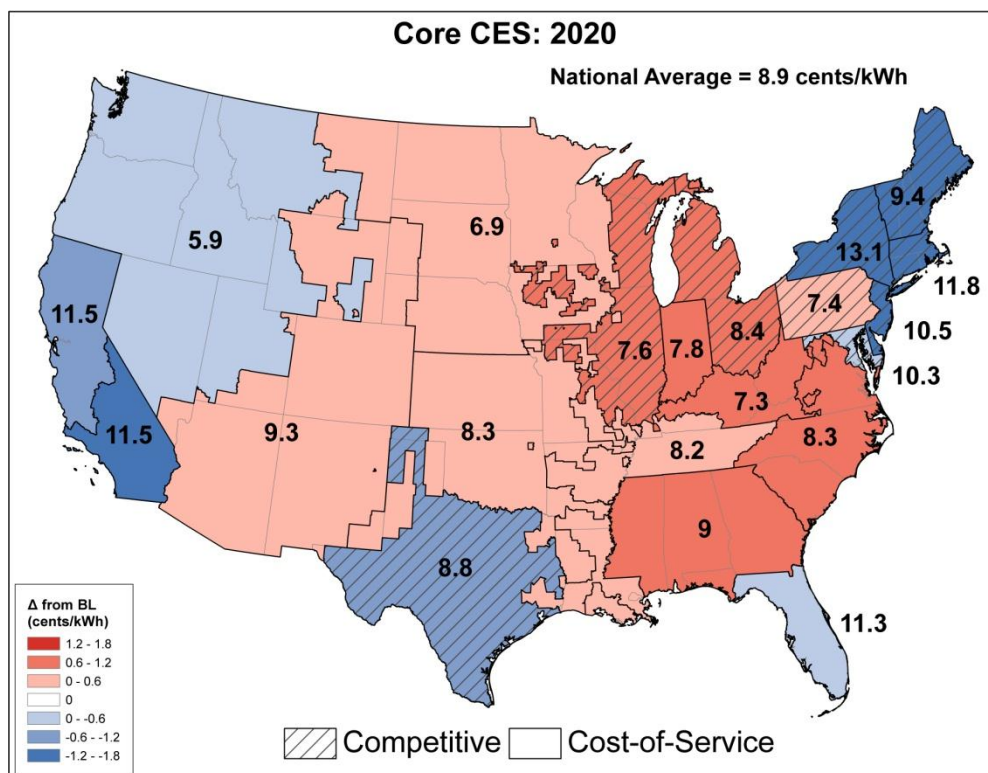 Core CES: 2020
National Average = 8.9 cents/kWh
9.4
5.9
6.9
13.1
11.8
11.5
7.4
10.5
8.4
7.6
7.8
10.3
7.3
11.5
9.3
8.3
8.3
8.2
9
8.8
11.3
Δ from BL
(cents/kWh)
1.2 - 1.8
0.6 - 1.2
0 - 0.6
0
0 - -0.6
-0.6 - -1.2
-1.2 - -1.8
Competitive
Cost-of-Service